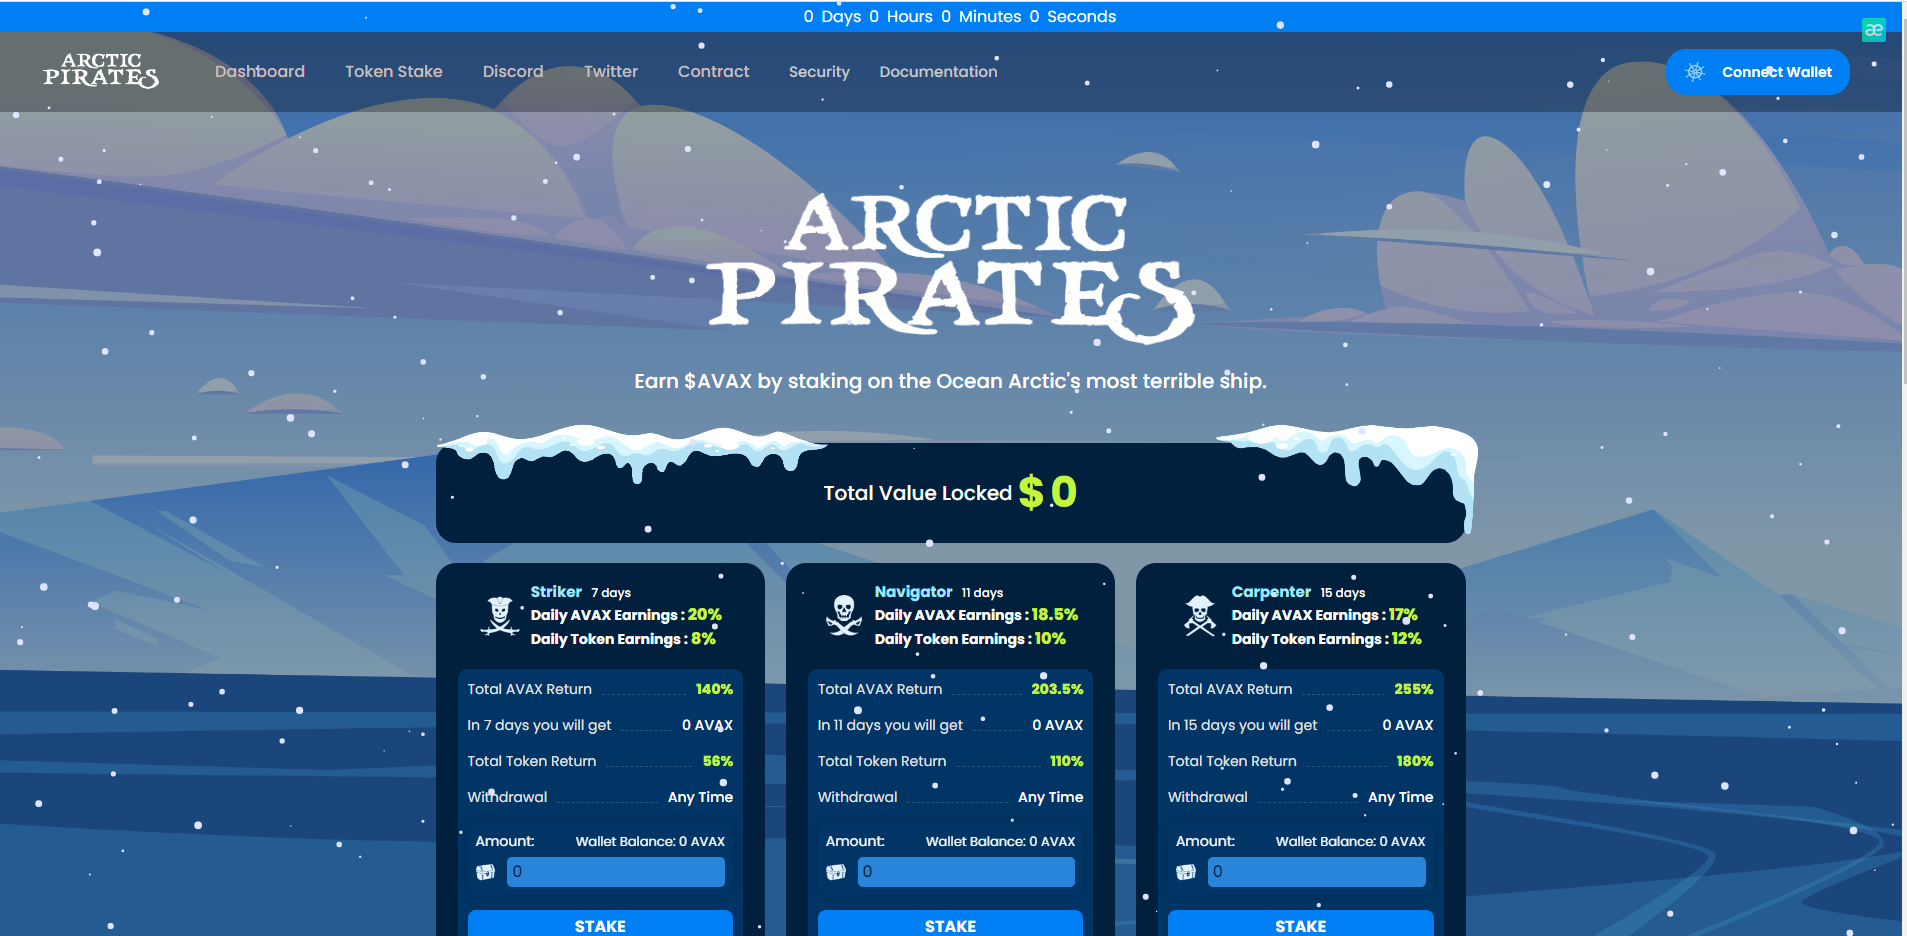 0 Days 0 Hours 0 Minutes 0 Seconds
æ
ARCTIC
PIRATES
Dashboard Token Stake Discord Twitter Contract Security Documentation
Connect Wallet
ARCTIC
PIRATES
Earn $AVAX by staking on the Ocean Arctic's most terrible ship.
Total Value Locked $ 0
Striker 7 days
Daily AVAX Earnings : 20%
Daily Token Earnings : 8%
Total AVAX Return 140%
In 7 days you will get 0 AVAX
Total Token Return 56%
Withdrawal Any Time
Amount: Wallet Balance: 0 AVAX
0
STAKE
Navigator 11 days
Daily AVAX Earnings : 18.5%
Daily Token Earnings : 10%
Total AVAX Return 203.5%
In 11 days you will get 0 AVAX
Total Token Return 110%
Withdrawal Any Time
Amount: Wallet Balance: 0 AVAX
0
STAKE
Carpenter 15 days
Daily AVAX Earnings : 17%
Daily Token Earnings : 12%
Total AVAX Return 255%
In 15 days you will get 0 AVAX
Total Token Return 180%
Withdrawal Any Time
Amount: Wallet Balance: 0 AVAX
0
STAKE